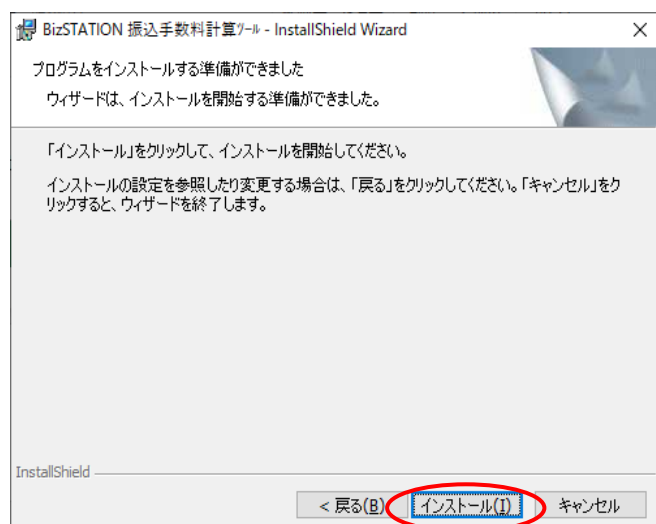 BizSTATION 振込手数料計算ﾂｰﾙ - InstallShield Wizard
プログラムをインストールする準備ができました
ウィザードは、インストールを開始する準備ができました。
「インストール」をクリックして、インストールを開始してください。
インストールの設定を参照したり変更する場合は、「戻る」をクリックしてください。「キャンセル」をク
リックすると、ウィザードを終了します。
InstallShield
< 戻る(B)
インストール(I)
キャンセル